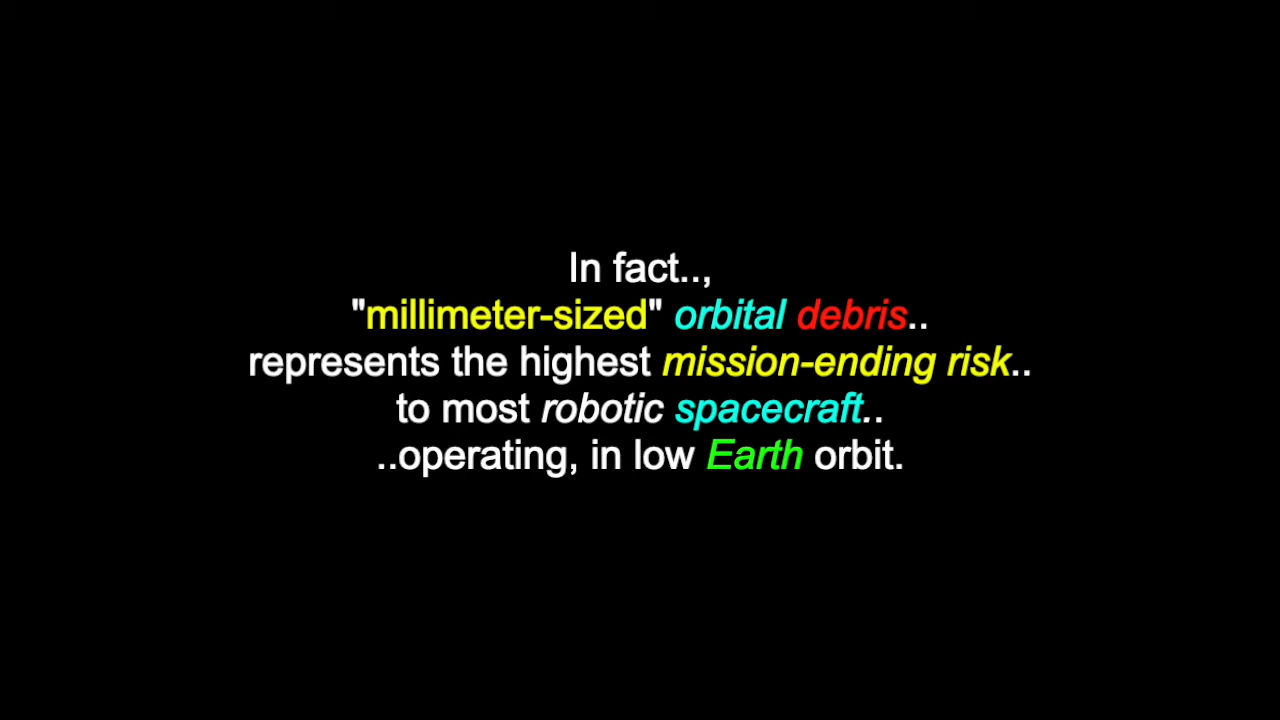 In fact..,
"millimeter-sized" orbital debris..
represents the highest mission-ending risk..
to most robotic spacecraft..
..operating, in low Earth orbit.